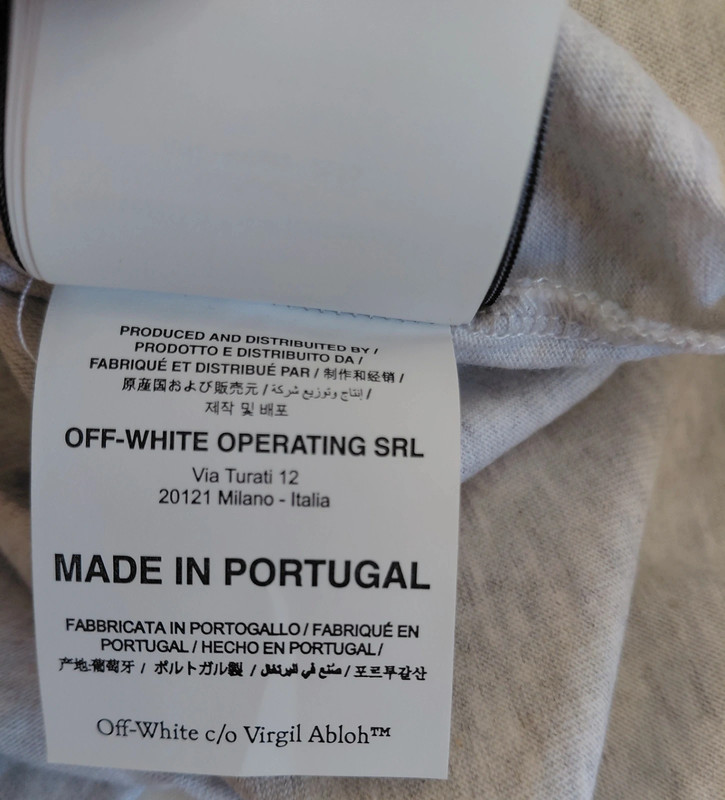 PRODUCED AND DISTRIBUITED BY /
PRODOTTO E DISTRIBUITO DA /
FABRIQUÉ ET DISTRIBUÉ PAR / 制作和经销 /
原産国および販売元 / إنتاج وتوزيع شركة /
제작 및 배포
OFF-WHITE OPERATING SRL
Via Turati 12
20121 Milano - Italia
MADE IN PORTUGAL
FABBRICATA IN PORTOGALLO / FABRIQUÉ EN
PORTUGAL / HECHO EN PORTUGAL /
产地:葡萄牙 / ポルトガル製 / صنع في البرتغال / 포르투갈산
Off-White c/o Virgil Abloh™